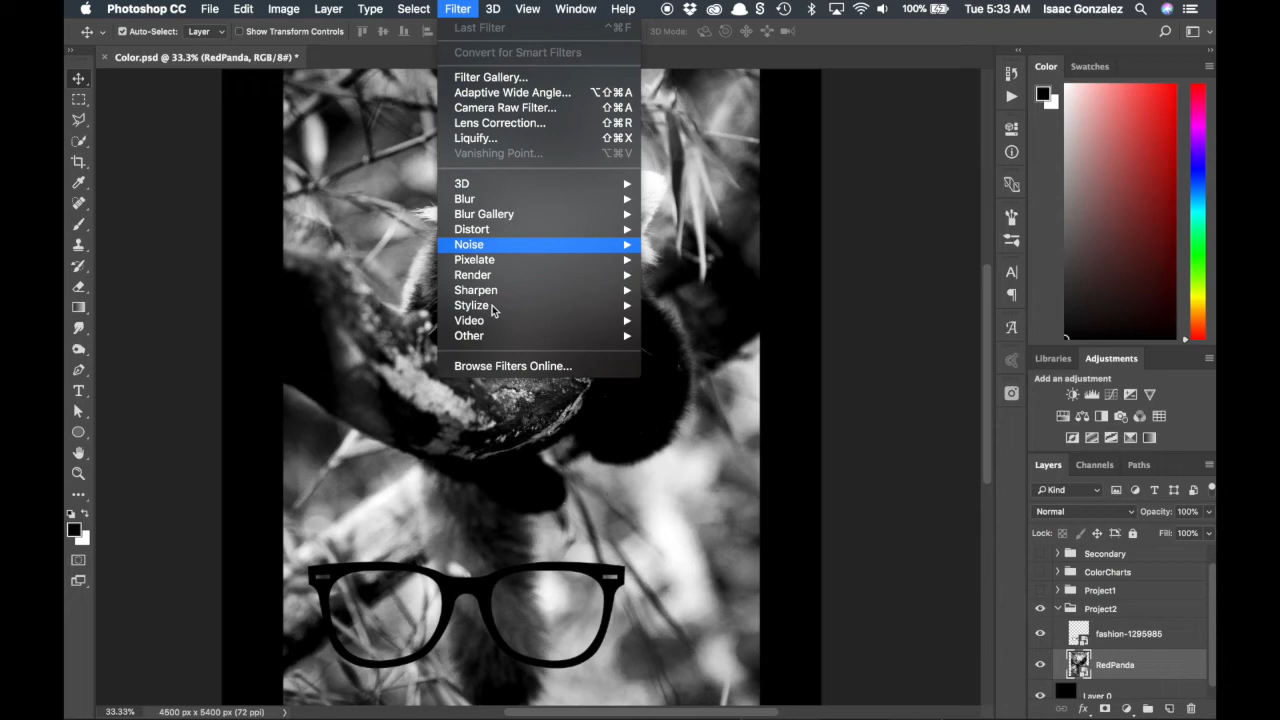 Photoshop CC File Edit Image Layer Type Select Filter 3D View Window Help Tue 5:33 AM Isaac Gonzalez
Auto-Select: Layer Show Transform Controls 3D Mode:
Color.psd @ 33.3% (RedPanda, RGB/8#) *
Last Filter ^⌘F
Convert for Smart Filters
Filter Gallery...
Adaptive Wide Angle... ⌥⇧⌘A
Camera Raw Filter... ⇧⌘A
Lens Correction... ⇧⌘R
Liquify... ⇧⌘X
Vanishing Point... ⌥⌘V
3D
Blur
Blur Gallery
Distort
Noise
Pixelate
Render
Sharpen
Stylize
Video
Other
Browse Filters Online...
Color Swatches
Libraries Adjustments
Add an adjustment
Layers Channels Paths
Kind
Normal Opacity: 100%
Lock: Fill: 100%
Secondary
ColorCharts
Project1
Project2
fashion-1295985
RedPanda
Layer 0
33.33% 4500 px x 5400 px (72 ppi)